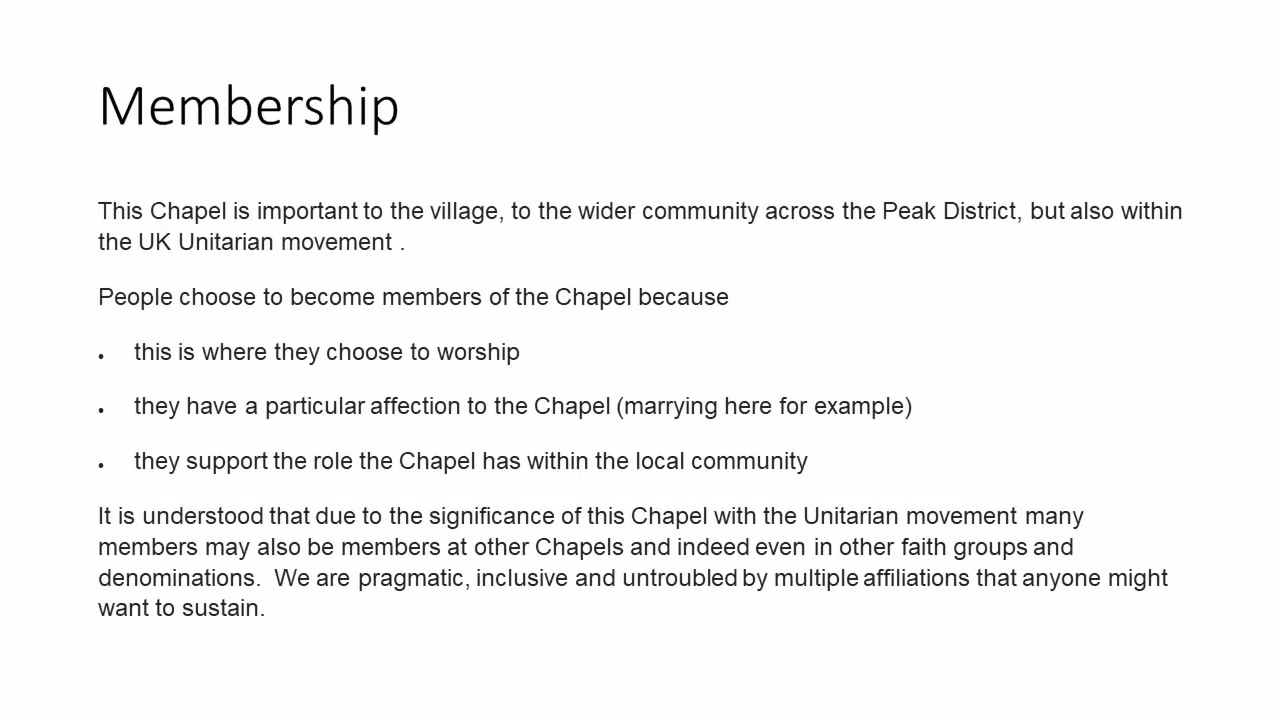 Membership
This Chapel is important to the village, to the wider community across the Peak District, but also within
the UK Unitarian movement .
People choose to become members of the Chapel because
• this is where they choose to worship
• they have a particular affection to the Chapel (marrying here for example)
• they support the role the Chapel has within the local community
It is understood that due to the significance of this Chapel with the Unitarian movement many
members may also be members at other Chapels and indeed even in other faith groups and
denominations.  We are pragmatic, inclusive and untroubled by multiple affiliations that anyone might
want to sustain.